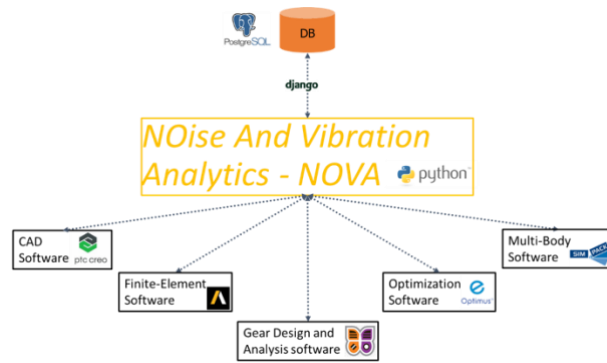 PostgreSQL
DB
django
NOise And Vibration
Analytics - NOVA
python
CAD
Software
ptc creo
Finite-Element
Software
Gear Design and
Analysis software
Optimization
Software
Optimus
Multi-Body
Software
SIMPACK